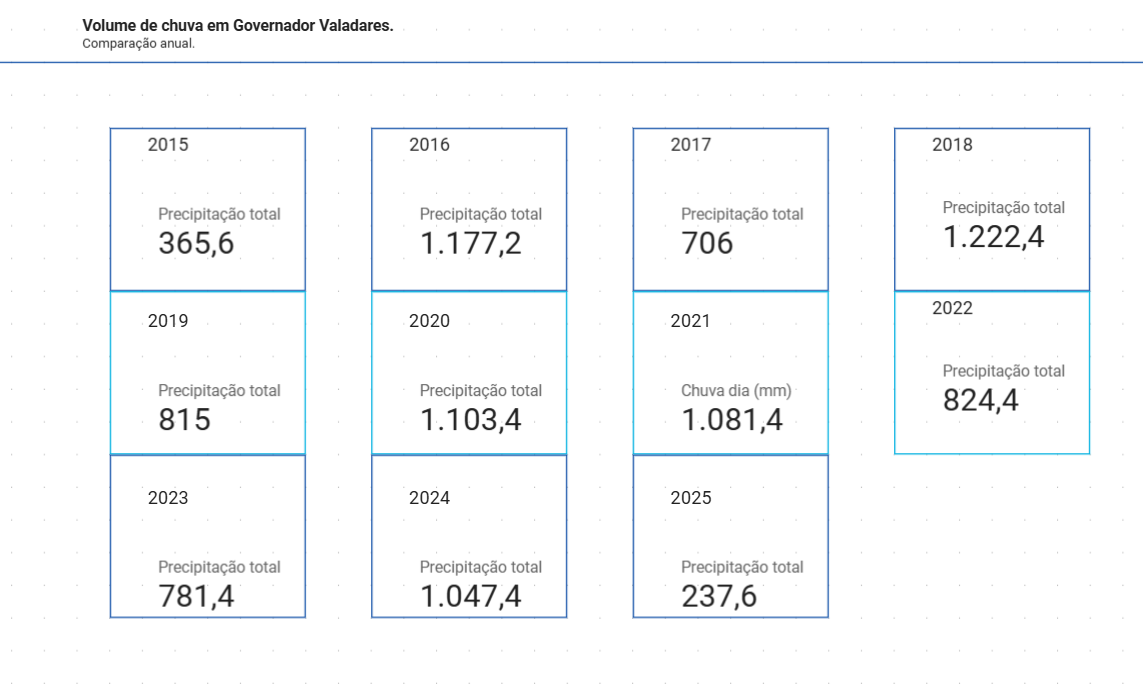 Volume de chuva em Governador Valadares.
Comparação anual.
2015
Precipitação total
365,6
2016
Precipitação total
1.177,2
2017
Precipitação total
706
2018
Precipitação total
1.222,4
2019
Precipitação total
815
2020
Precipitação total
1.103,4
2021
Chuva dia (mm)
1.081,4
2022
Precipitação total
824,4
2023
Precipitação total
781,4
2024
Precipitação total
1.047,4
2025
Precipitação total
237,6